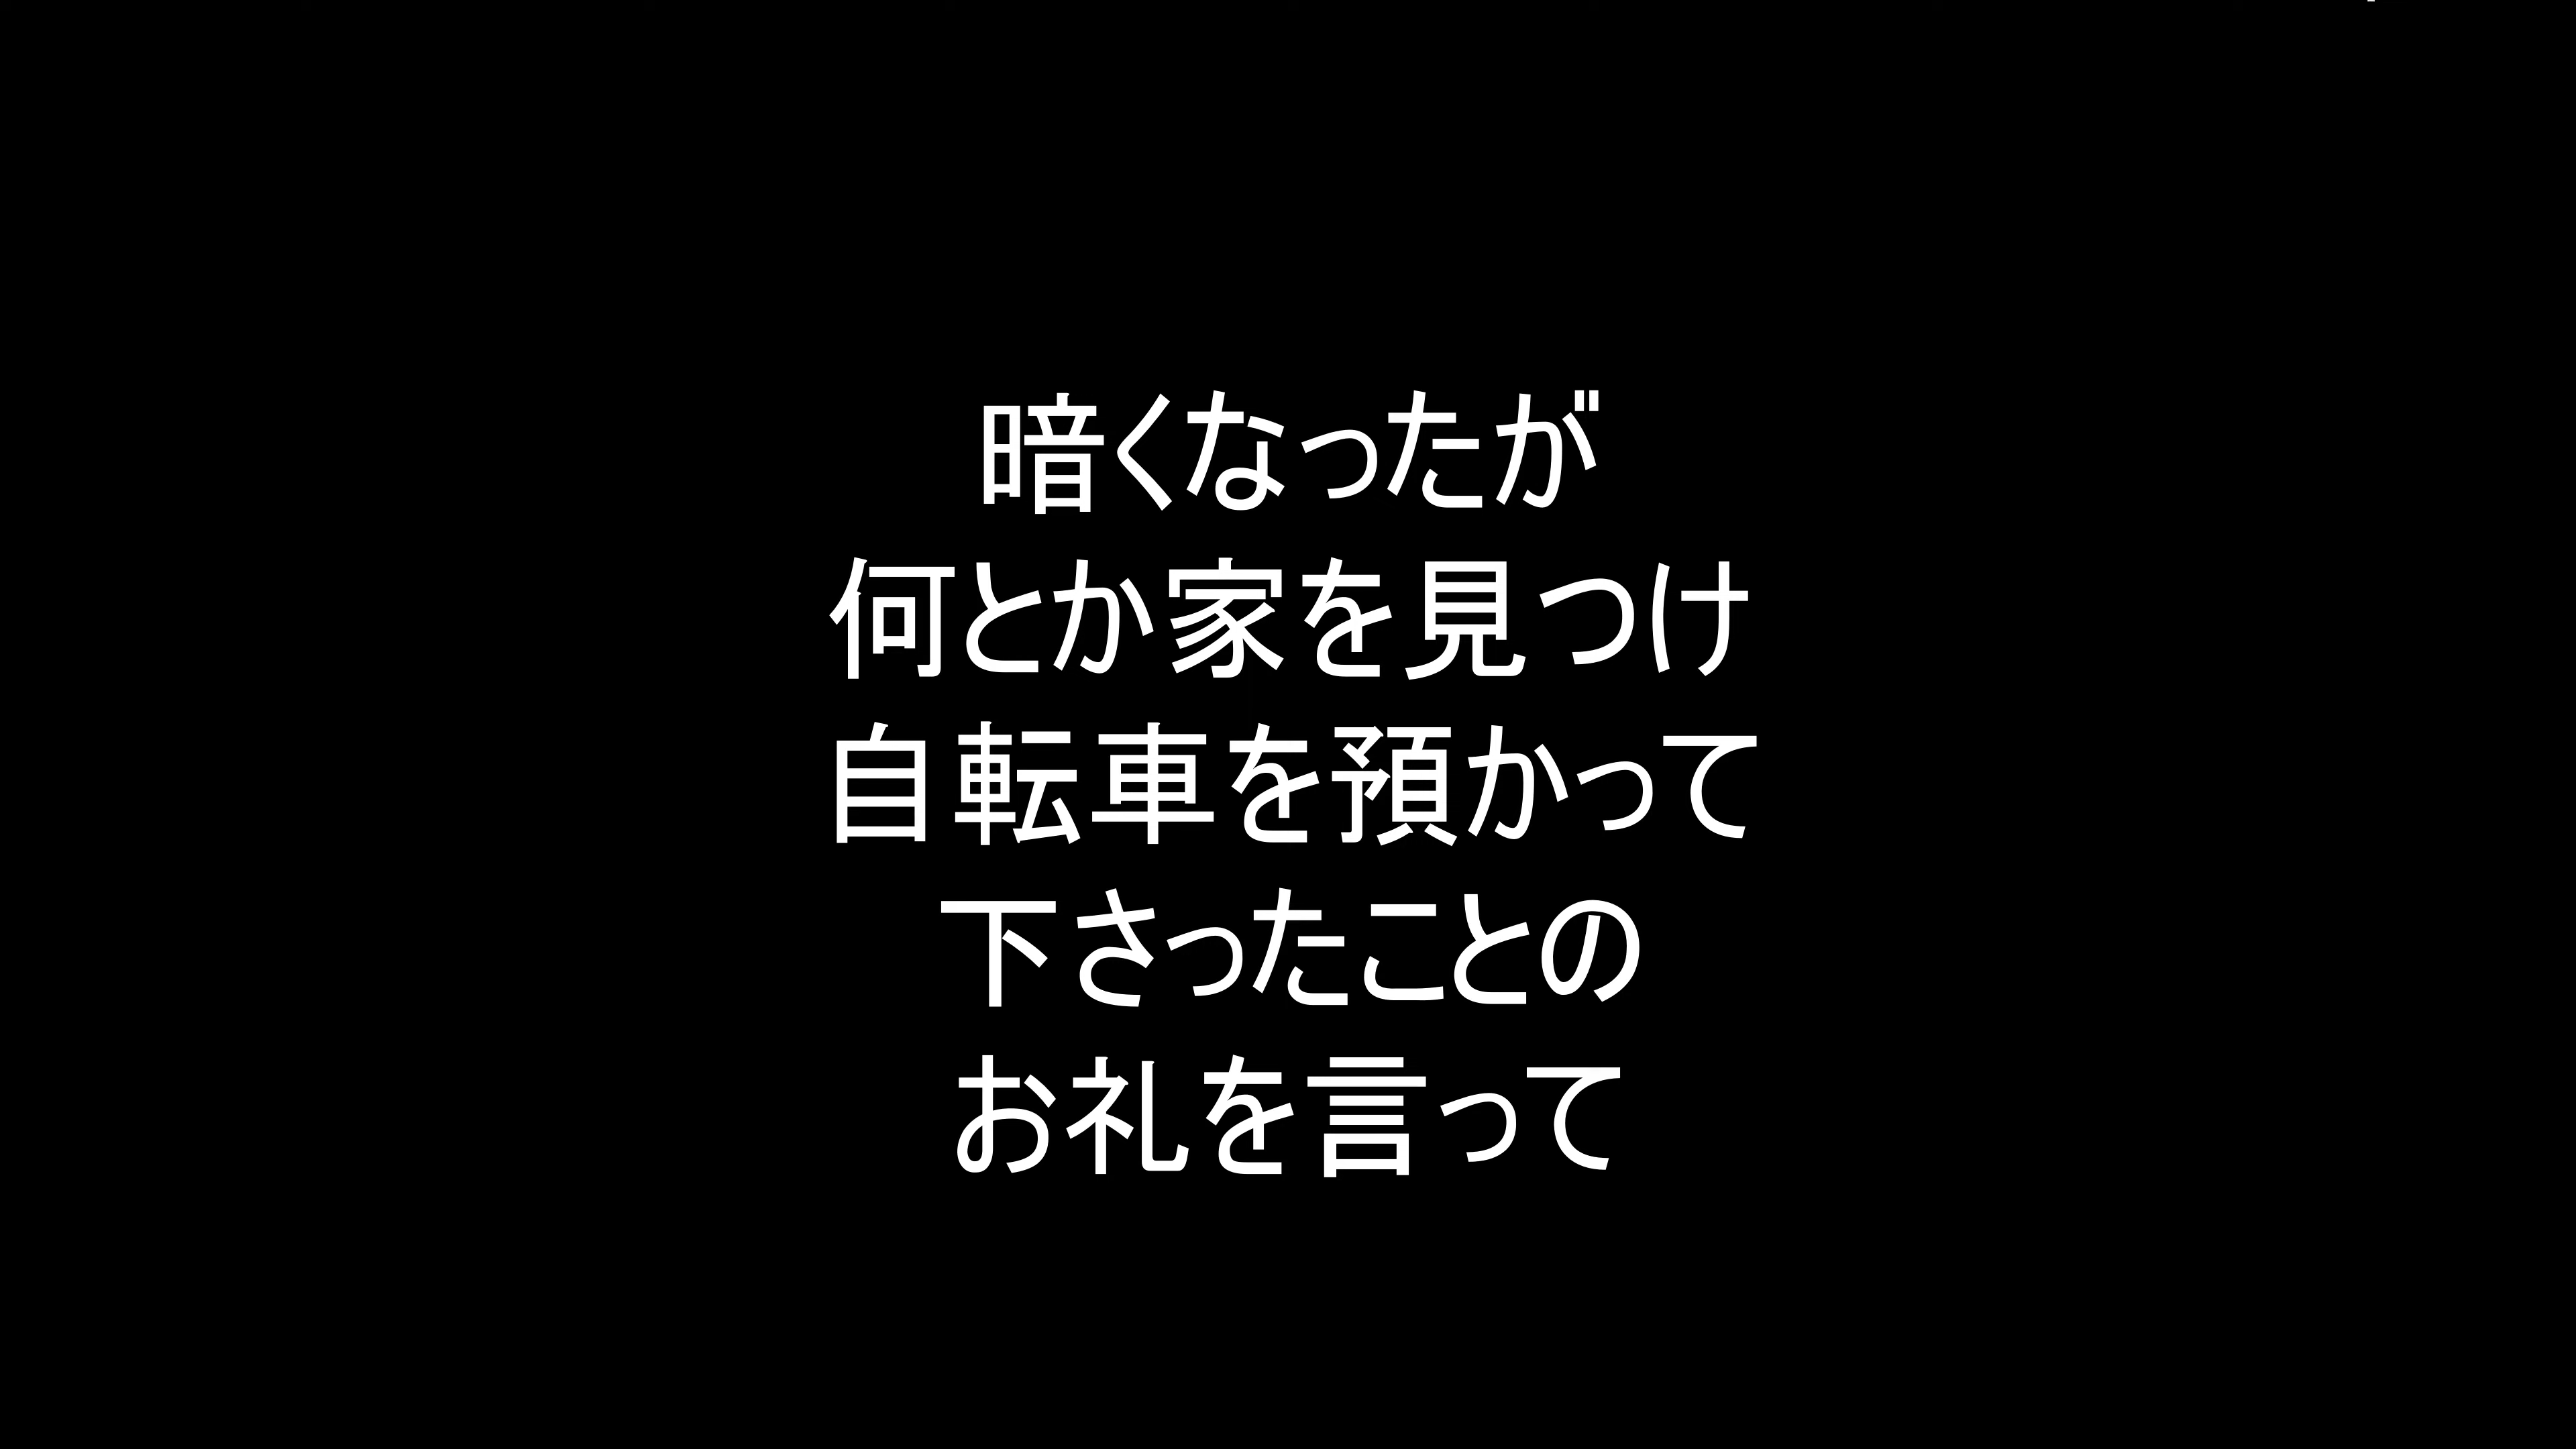 暗くなったが
何とか家を見つけ
自転車を預かって
下さったことの
お礼を言って